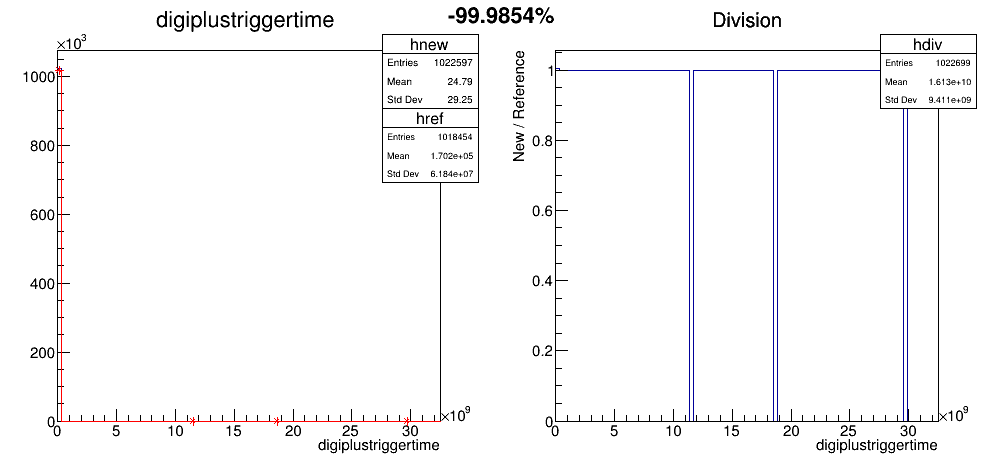 digiplustriggertime
-99.9854%
Division
×10³
hnew
Entries 1022597
Mean 24.79
Std Dev 29.25
href
Entries 1018454
Mean 1.702e+05
Std Dev 6.184e+07
1000
800
600
400
200
0
0 5 10 15 20 25 30
×10⁹
digiplustriggertime
hdiv
Entries 1022699
Mean 1.613e+10
Std Dev 9.411e+09
New / Reference
1
0.8
0.6
0.4
0.2
0
0 5 10 15 20 25 30
×10⁹
digiplustriggertime